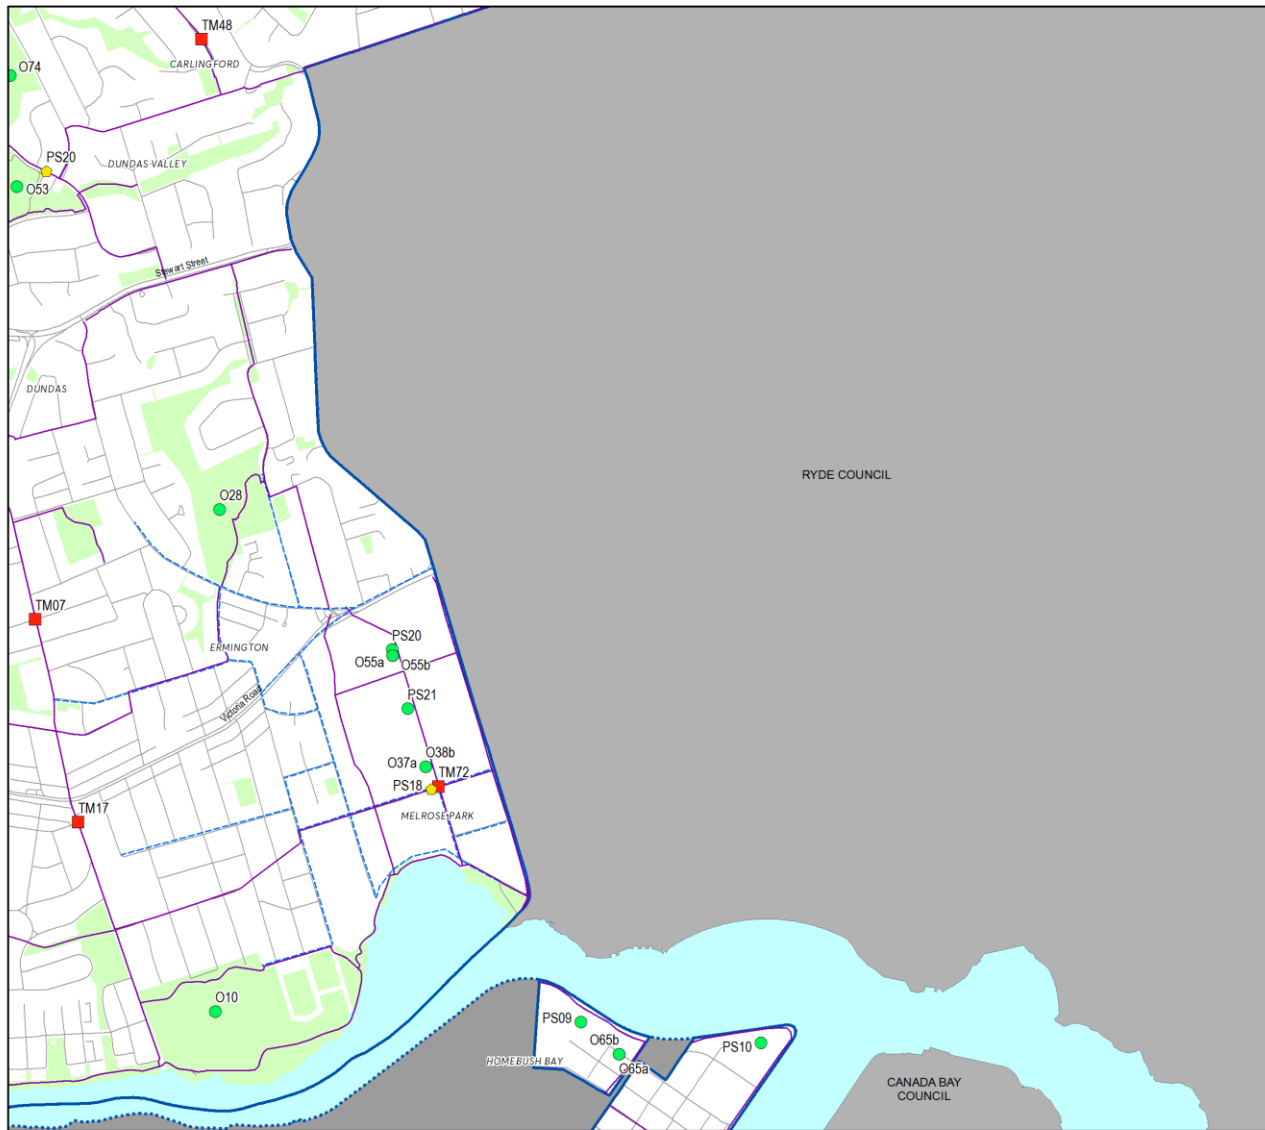 TM48
CARLINGFORD
O74
PS20
DUNDAS VALLEY
O53
Stewart Street
DUNDAS
RYDE COUNCIL
O28
TM07
ERMINGTON
PS20
O55a
O55b
Victoria Road
PS21
O38b
O37a
TM72
PS18
MELROSE PARK
TM17
O10
PS09
O65b
PS10
HOMEBUSH BAY
O65a
CANADA BAY
COUNCIL